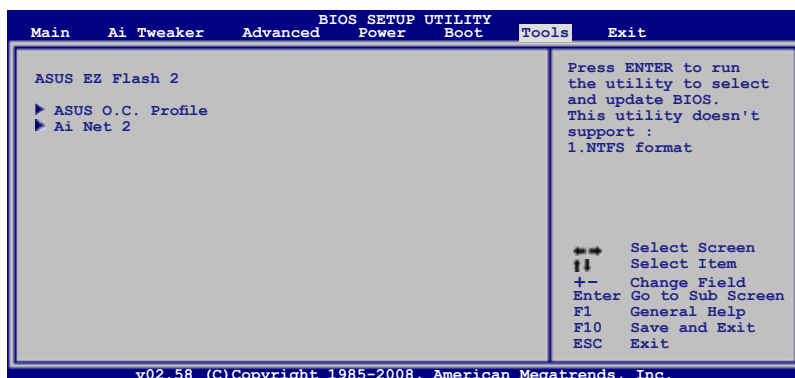 BIOS SETUP UTILITY
Main Ai Tweaker Advanced Power Boot Tools Exit
ASUS EZ Flash 2
ASUS O.C. Profile
Ai Net 2
Press ENTER to run
the utility to select
and update BIOS.
This utility doesn't
support :
1.NTFS format
Select Screen
Select Item
+- Change Field
Enter Go to Sub Screen
F1 General Help
F10 Save and Exit
ESC Exit
v02.58 (C)Copyright 1985-2008, American Megatrends, Inc.